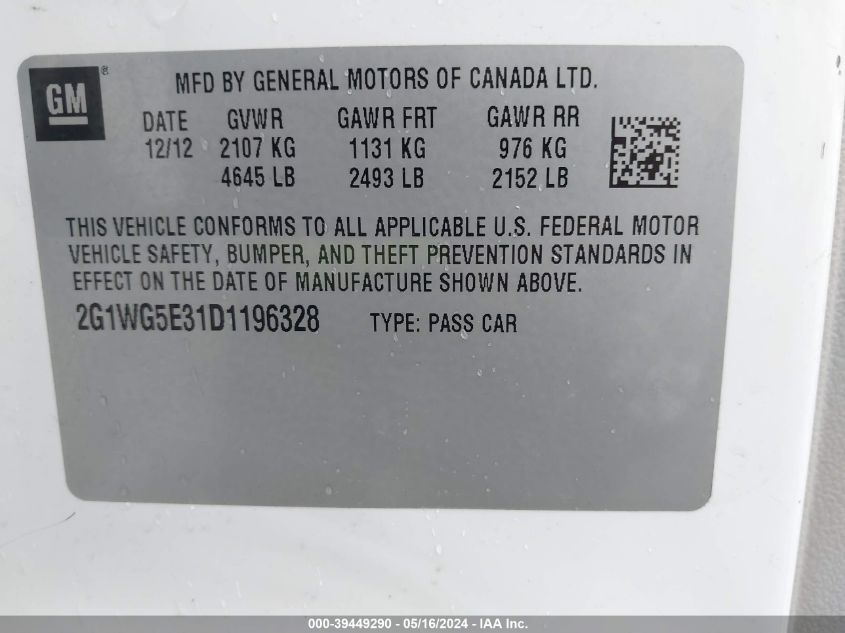 GM ®
MFD BY GENERAL MOTORS OF CANADA LTD.
DATE GVWR GAWR FRT GAWR RR
12/12 2107 KG 1131 KG 976 KG
4645 LB 2493 LB 2152 LB
THIS VEHICLE CONFORMS TO ALL APPLICABLE U.S. FEDERAL MOTOR
VEHICLE SAFETY, BUMPER, AND THEFT PREVENTION STANDARDS IN
EFFECT ON THE DATE OF MANUFACTURE SHOWN ABOVE.
2G1WG5E31D1196328 TYPE: PASS CAR
000-39449290 - 05/16/2024 - IAA Inc.